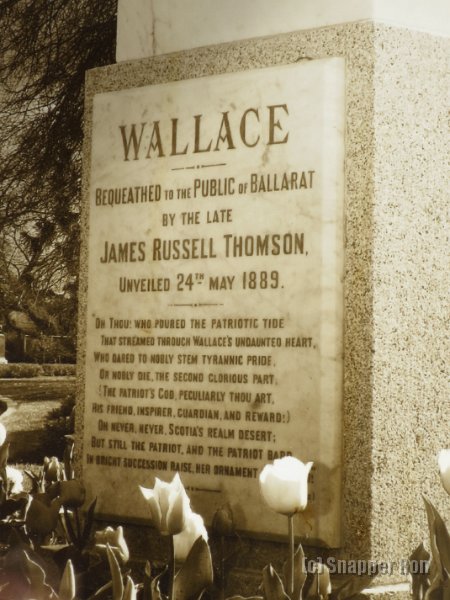 WALLACE
BEQUEATHED TO THE PUBLIC OF BALLARAT
BY THE LATE
JAMES RUSSELL THOMSON,
UNVEILED 24TH MAY 1889.
OH THOU! WHO POURED THE PATRIOTIC TIDE
THAT STREAMED THROUGH WALLACE'S UNDAUNTED HEART,
WHO DARED TO NOBLY STEM TYRANNIC PRIDE,
OR NOBLY DIE, THE SECOND GLORIOUS PART,
(THE PATRIOT'S GOD, PECULIARLY THOU ART,
HIS FRIEND, INSPIRER, GUARDIAN, AND REWARD:)
OH NEVER, NEVER, SCOTIA'S REALM DESERT;
BUT STILL THE PATRIOT, AND THE PATRIOT BARD
IN BRIGHT SUCCESSION RAISE, HER ORNAMENT
(c) Snapper Ron